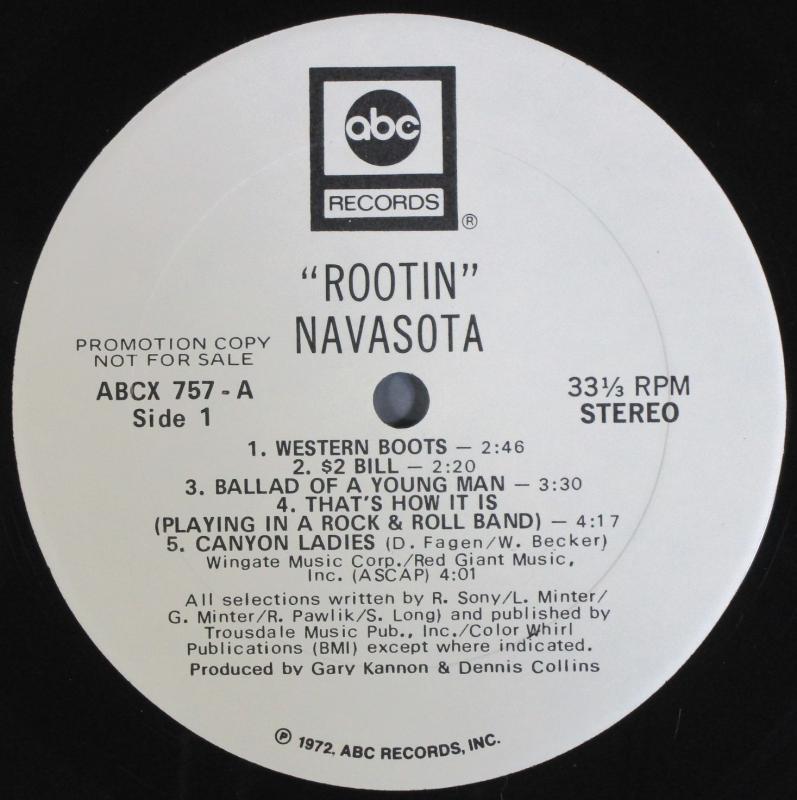 abc
RECORDS
®
“ROOTIN”
NAVASOTA
PROMOTION COPY
NOT FOR SALE
ABCX 757 - A
Side 1
33⅓ RPM
STEREO
1. WESTERN BOOTS — 2:46
2. $2 BILL — 2:20
3. BALLAD OF A YOUNG MAN — 3:30
4. THAT'S HOW IT IS
(PLAYING IN A ROCK & ROLL BAND) — 4:17
5. CANYON LADIES (D. Fagen/W. Becker)
Wingate Music Corp./Red Giant Music,
Inc. (ASCAP) 4:01
All selections written by R. Sony/L. Minter/
G. Minter/R. Pawlik/S. Long) and published by
Trousdale Music Pub., Inc./Color Whirl
Publications (BMI) except where indicated.
Produced by Gary Kannon & Dennis Collins
℗ 1972, ABC RECORDS, INC.